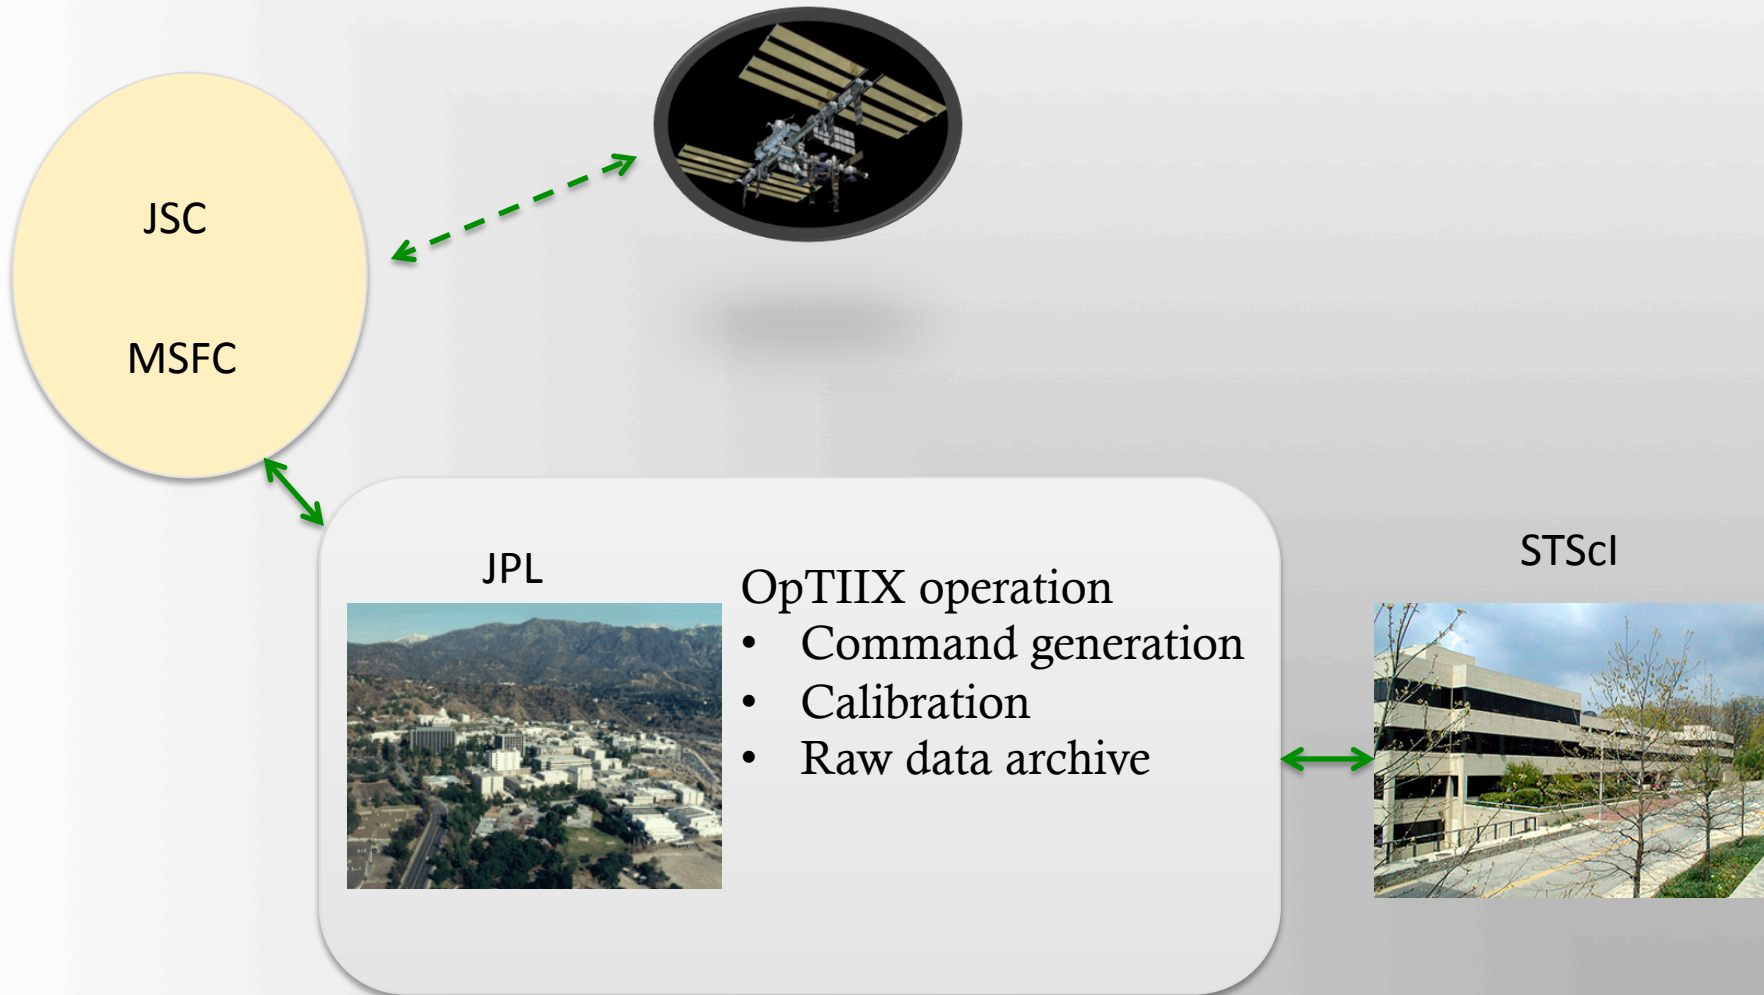 JSC
MSFC
JPL
OpTIIX operation
• Command generation
• Calibration
• Raw data archive
STScI